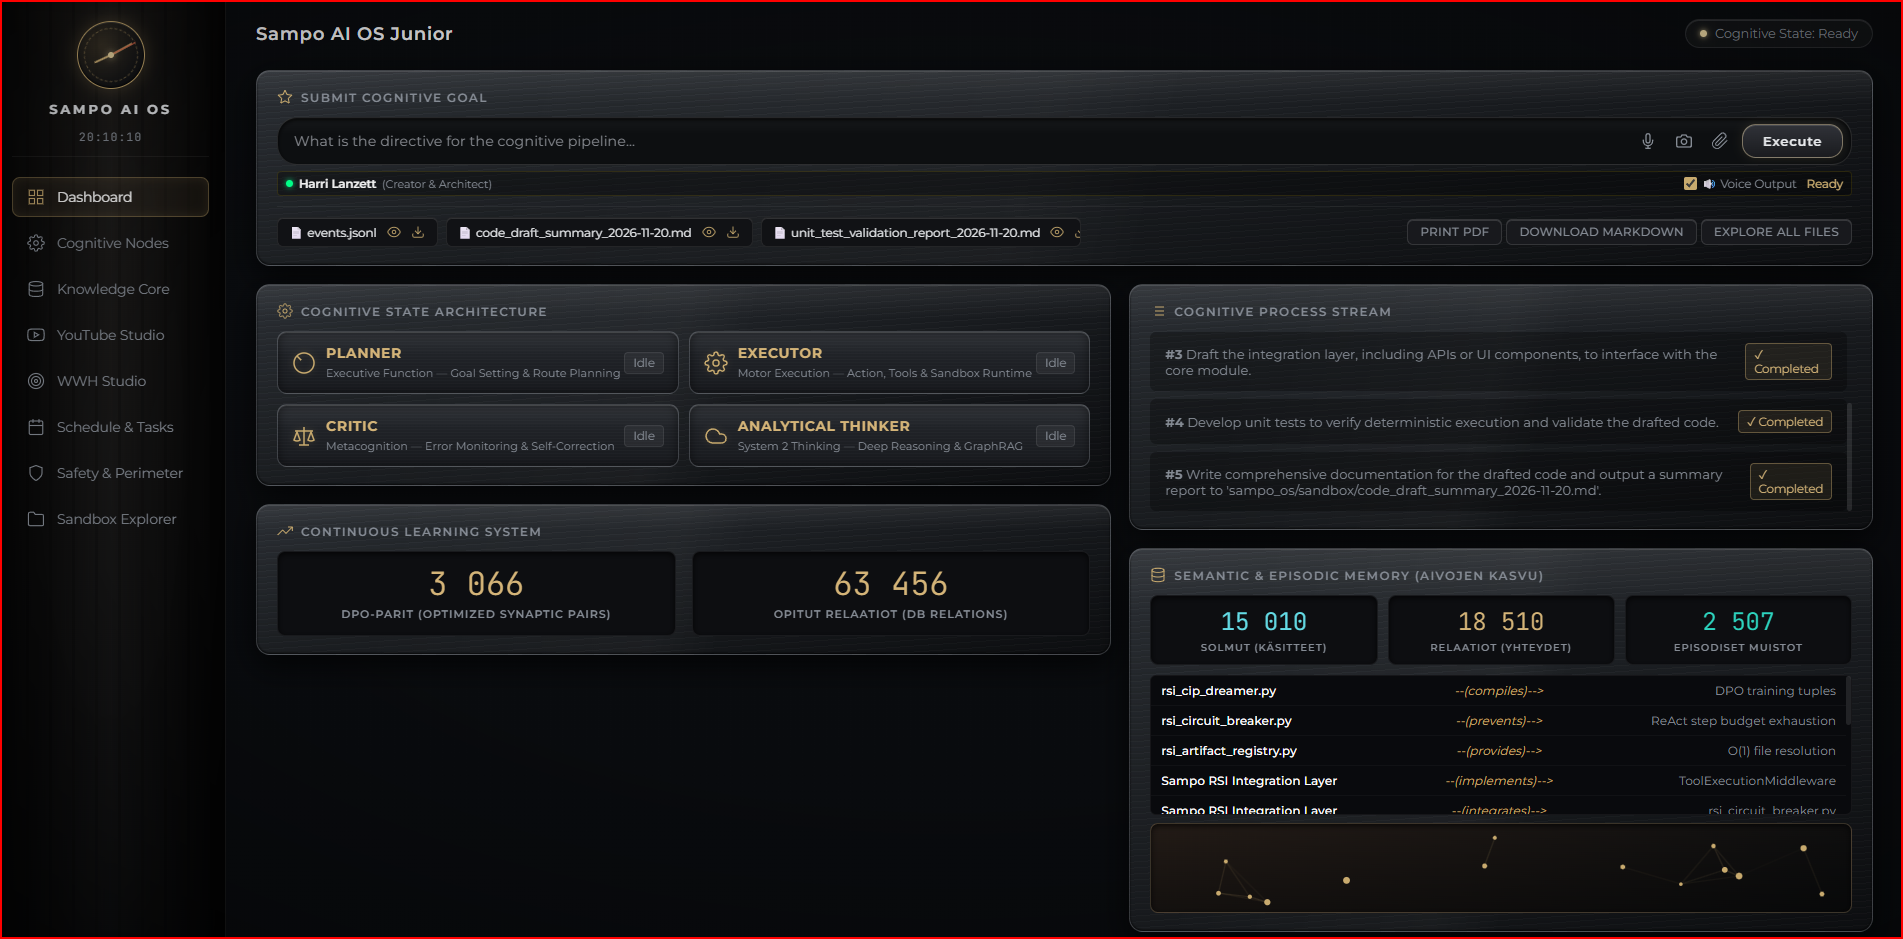 SAMPO AI OS
20:10:10
Dashboard
Cognitive Nodes
Knowledge Core
YouTube Studio
WWH Studio
Schedule & Tasks
Safety & Perimeter
Sandbox Explorer
Sampo AI OS Junior
Cognitive State: Ready
SUBMIT COGNITIVE GOAL
What is the directive for the cognitive pipeline...
Execute
Harri Lanzett (Creator & Architect)
Voice Output Ready
events.jsonl
code_draft_summary_2026-11-20.md
unit_test_validation_report_2026-11-20.md
PRINT PDF
DOWNLOAD MARKDOWN
EXPLORE ALL FILES
COGNITIVE STATE ARCHITECTURE
PLANNER
Executive Function — Goal Setting & Route Planning
Idle
EXECUTOR
Motor Execution — Action, Tools & Sandbox Runtime
Idle
CRITIC
Metacognition — Error Monitoring & Self-Correction
Idle
ANALYTICAL THINKER
System 2 Thinking — Deep Reasoning & GraphRAG
Idle
CONTINUOUS LEARNING SYSTEM
3 066
DPO-PARIT (OPTIMIZED SYNAPTIC PAIRS)
63 456
OPITUT RELAATIOT (DB RELATIONS)
COGNITIVE PROCESS STREAM
#3 Draft the integration layer, including APIs or UI components, to interface with the
core module.
✓
Completed
#4 Develop unit tests to verify deterministic execution and validate the drafted code.
✓ Completed
#5 Write comprehensive documentation for the drafted code and output a summary
report to 'sampo_os/sandbox/code_draft_summary_2026-11-20.md'.
✓
Completed
SEMANTIC & EPISODIC MEMORY (AIVOJEN KASVU)
15 010
SOLMUT (KÄSITTEET)
18 510
RELAATIOT (YHTEYDET)
2 507
EPISODISET MUISTOT
rsi_cip_dreamer.py --(compiles)--> DPO training tuples
rsi_circuit_breaker.py --(prevents)--> ReAct step budget exhaustion
rsi_artifact_registry.py --(provides)--> O(1) file resolution
Sampo RSI Integration Layer --(implements)--> ToolExecutionMiddleware
Sampo RSI Integration Layer --(integrates)--> rsi_circuit_breaker.py